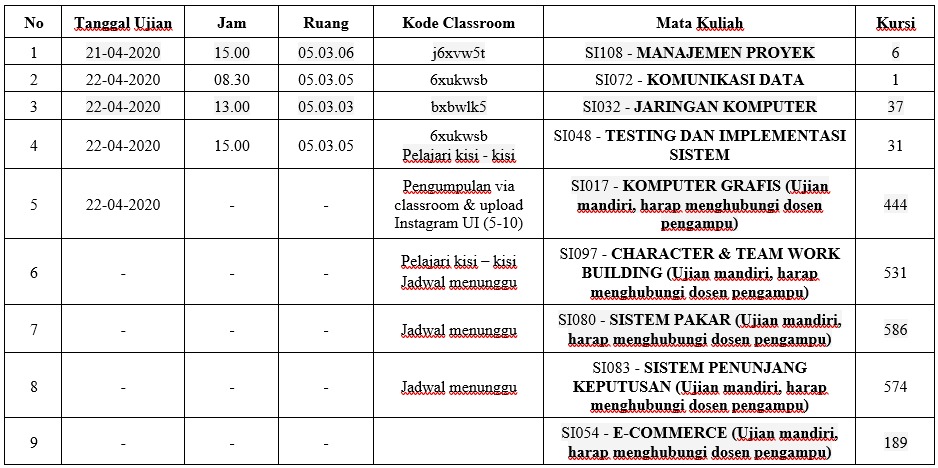 No Tanggal Ujian Jam Ruang Kode Classroom Mata Kuliah Kursi
1 21-04-2020 15.00 05.03.06 j6xvw5t SI108 - MANAJEMEN PROYEK 6
2 22-04-2020 08.30 05.03.05 6xukwsb SI072 - KOMUNIKASI DATA 1
3 22-04-2020 13.00 05.03.03 bxbwlk5 SI032 - JARINGAN KOMPUTER 37
4 22-04-2020 15.00 05.03.05 6xukwsb
Pelajari kisi - kisi
SI048 - TESTING DAN IMPLEMENTASI
SISTEM
31
5 22-04-2020 - - Pengumpulan via
classroom & upload
Instagram UI (5-10)
SI017 - KOMPUTER GRAFIS (Ujian
mandiri, harap menghubungi dosen
pengampu)
444
6 - - - Pelajari kisi – kisi
Jadwal menunggu
SI097 - CHARACTER & TEAM WORK
BUILDING (Ujian mandiri, harap
menghubungi dosen pengampu)
531
7 - - - Jadwal menunggu
SI080 - SISTEM PAKAR (Ujian mandiri,
harap menghubungi dosen pengampu)
586
8 - - - Jadwal menunggu
SI083 - SISTEM PENUNJANG
KEPUTUSAN (Ujian mandiri, harap
menghubungi dosen pengampu)
574
9 - - -
SI054 - E-COMMERCE (Ujian mandiri,
harap menghubungi dosen pengampu)
189